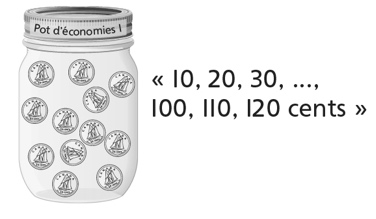 Pot d'économies 1
« 10, 20, 30, ...,
100, 110, 120 cents »